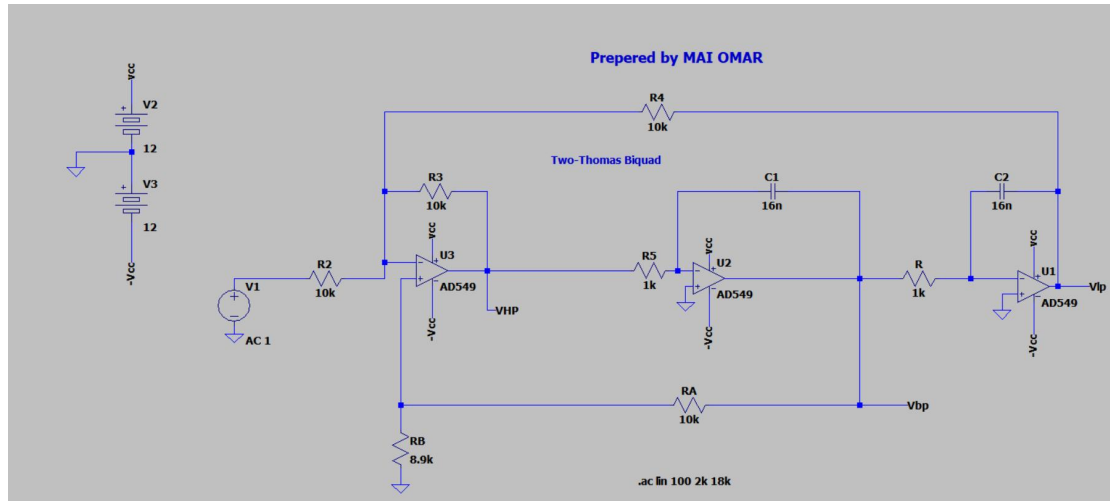 Prepered by MAI OMAR
vcc
V2
12
V3
12
-Vcc
R4
10k
Two-Thomas Biquad
R3
10k
C1
16n
C2
16n
vcc
U3
AD549
-Vcc
R2
10k
V1
AC 1
VHP
R5
1k
vcc
U2
AD549
-Vcc
R
1k
vcc
U1
AD549
-Vcc
Vlp
RA
10k
Vbp
RB
8.9k
.ac lin 100 2k 18k